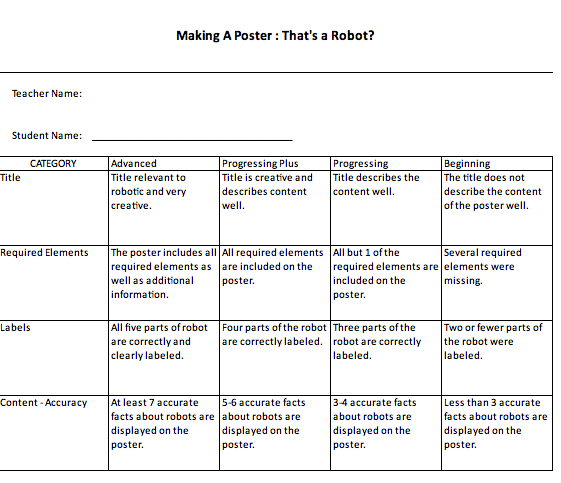 Making A Poster : That's a Robot?
Teacher Name:
Student Name:
CATEGORY Advanced Progressing Plus Progressing Beginning
Title
Title relevant to
robotic and very
creative.
Title is creative and
describes content
well.
Title describes the
content well.
The title does not
describe the content
of the poster well.
Required Elements
The poster includes all
required elements as
well as additional
information.
All required elements
are included on the
poster.
All but 1 of the
required elements are
included on the
poster.
Several required
elements were
missing.
Labels
All five parts of robot
are correctly and
clearly labeled.
Four parts of the robot
are correctly labeled.
Three parts of the
robot are correctly
labeled.
Two or fewer parts of
the robot were
labeled.
Content - Accuracy
At least 7 accurate
facts about robots are
displayed on the
poster.
5-6 accurate facts
about robots are
displayed on the
poster.
3-4 accurate facts
about robots are
displayed on the
poster.
Less than 3 accurate
facts about robots are
displayed on the
poster.